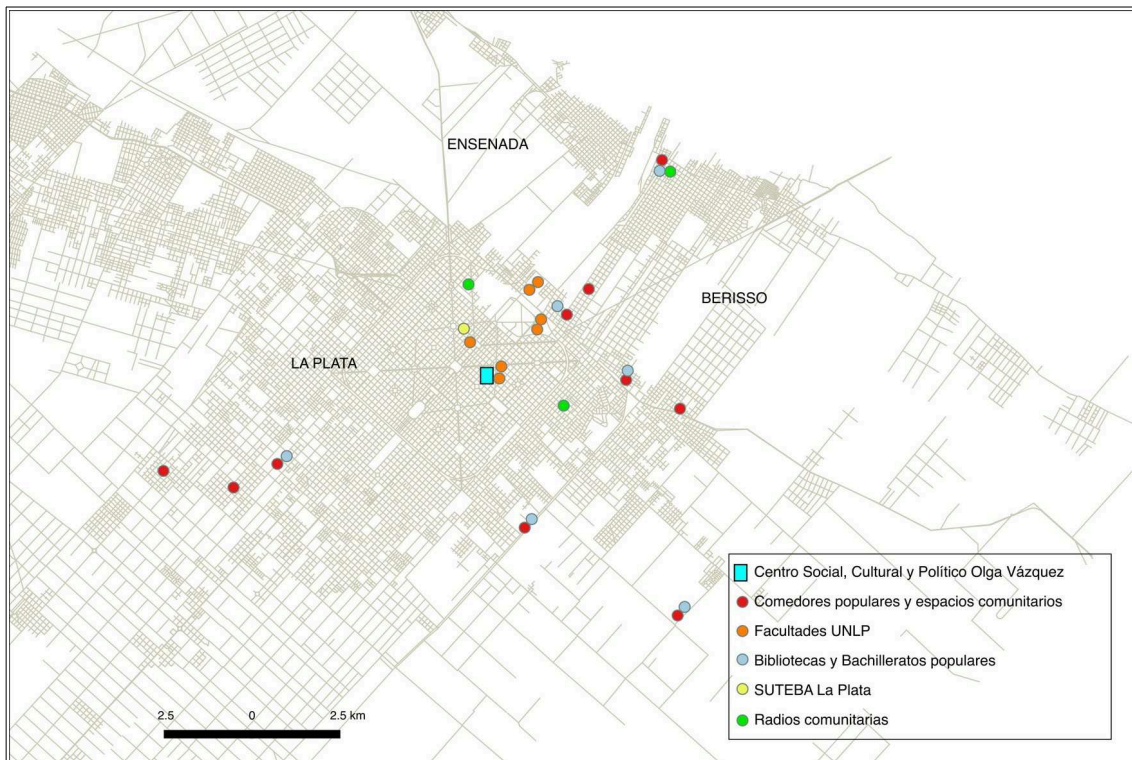 ENSENADA
BERISSO
LA PLATA
Centro Social, Cultural y Político Olga Vázquez
Comedores populares y espacios comunitarios
Facultades UNLP
Bibliotecas y Bachilleratos populares
SUTEBA La Plata
Radios comunitarias
2.5 0 2.5 km